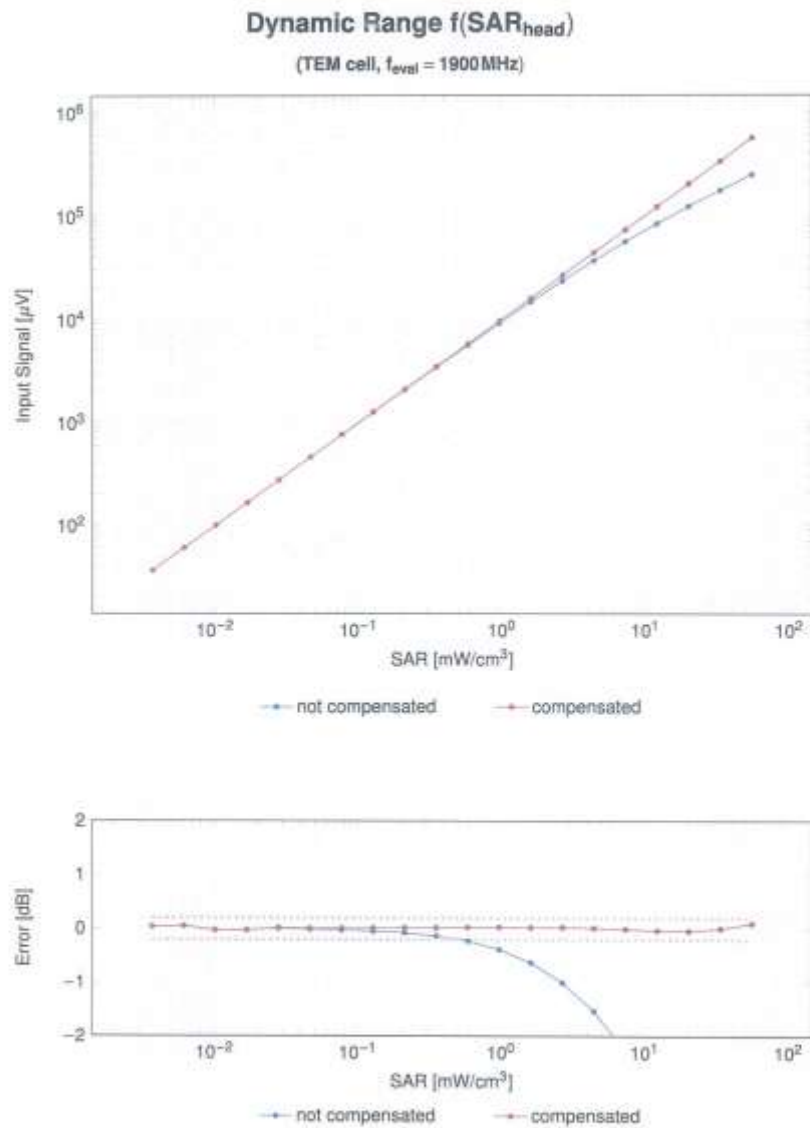 Dynamic Range f(SARhead)
(TEM cell, feval = 1900 MHz)
10⁶
10⁵
10⁴
10³
10²
Input Signal [µV]
10⁻² 10⁻¹ 10⁰ 10¹ 10²
SAR [mW/cm³]
not compensated compensated
2
1
0
−1
−2
Error [dB]
10⁻² 10⁻¹ 10⁰ 10¹ 10²
SAR [mW/cm³]
not compensated compensated